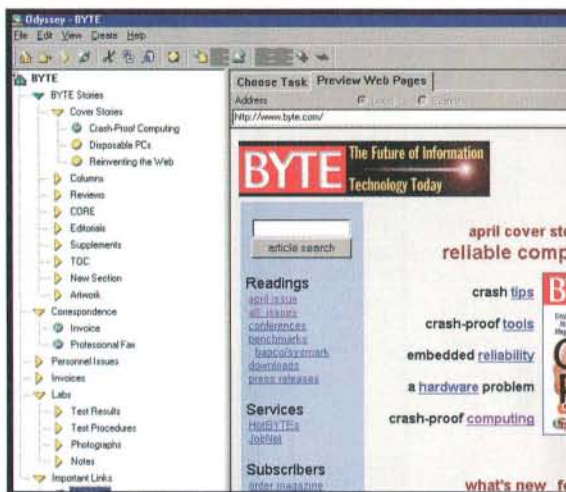 Odyssey - BYTE
File Edit View Create Help
BYTE
BYTE Stories
Cover Stories
Crash-Proof Computing
Disposable PCs
Reinventing the Web
Columns
Reviews
CORE
Editorials
Supplements
TOC
New Section
Artwork
Correspondence
Invoice
Professional Fax
Personnel Issues
Invoices
Labs
Test Results
Test Procedures
Photographs
Notes
Important Links
Choose Task Preview Web Pages
Address
http://www.byte.com/
BYTE The Future of Information
Technology Today
article search
Readings
april issue
all issues
conferences
benchmarks
bapco/sysmark
downloads
press releases
Services
HotBYTEs
JobNet
Subscribers
order magazine
april cover sto
reliable comp
crash tips
crash-proof tools
embedded reliability
a hardware problem
crash-proof computing
what's new fe